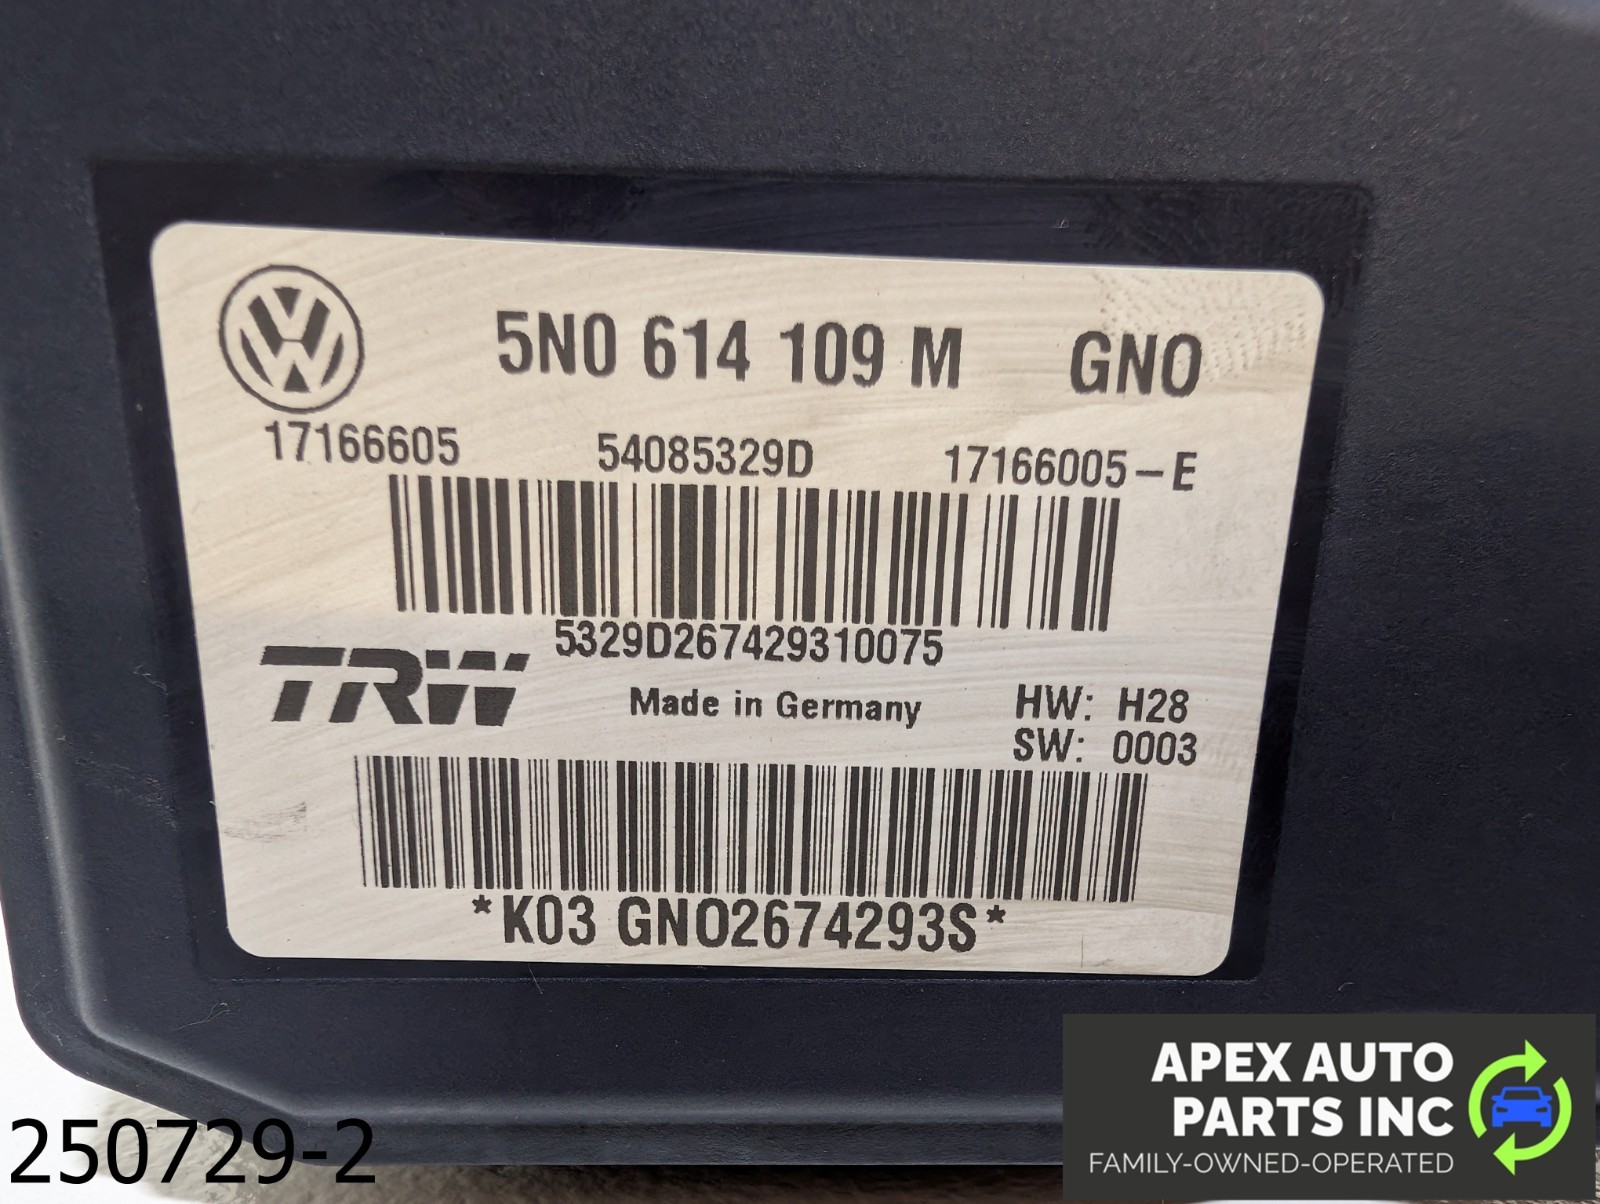 5N0 614 109 M GNO
17166605 54085329D 17166005-E
5329D267429310075
TRW Made in Germany HW: H28
SW: 0003
*K03 GNO2674293S*
APEX AUTO
PARTS INC
FAMILY-OWNED-OPERATED
250729-2